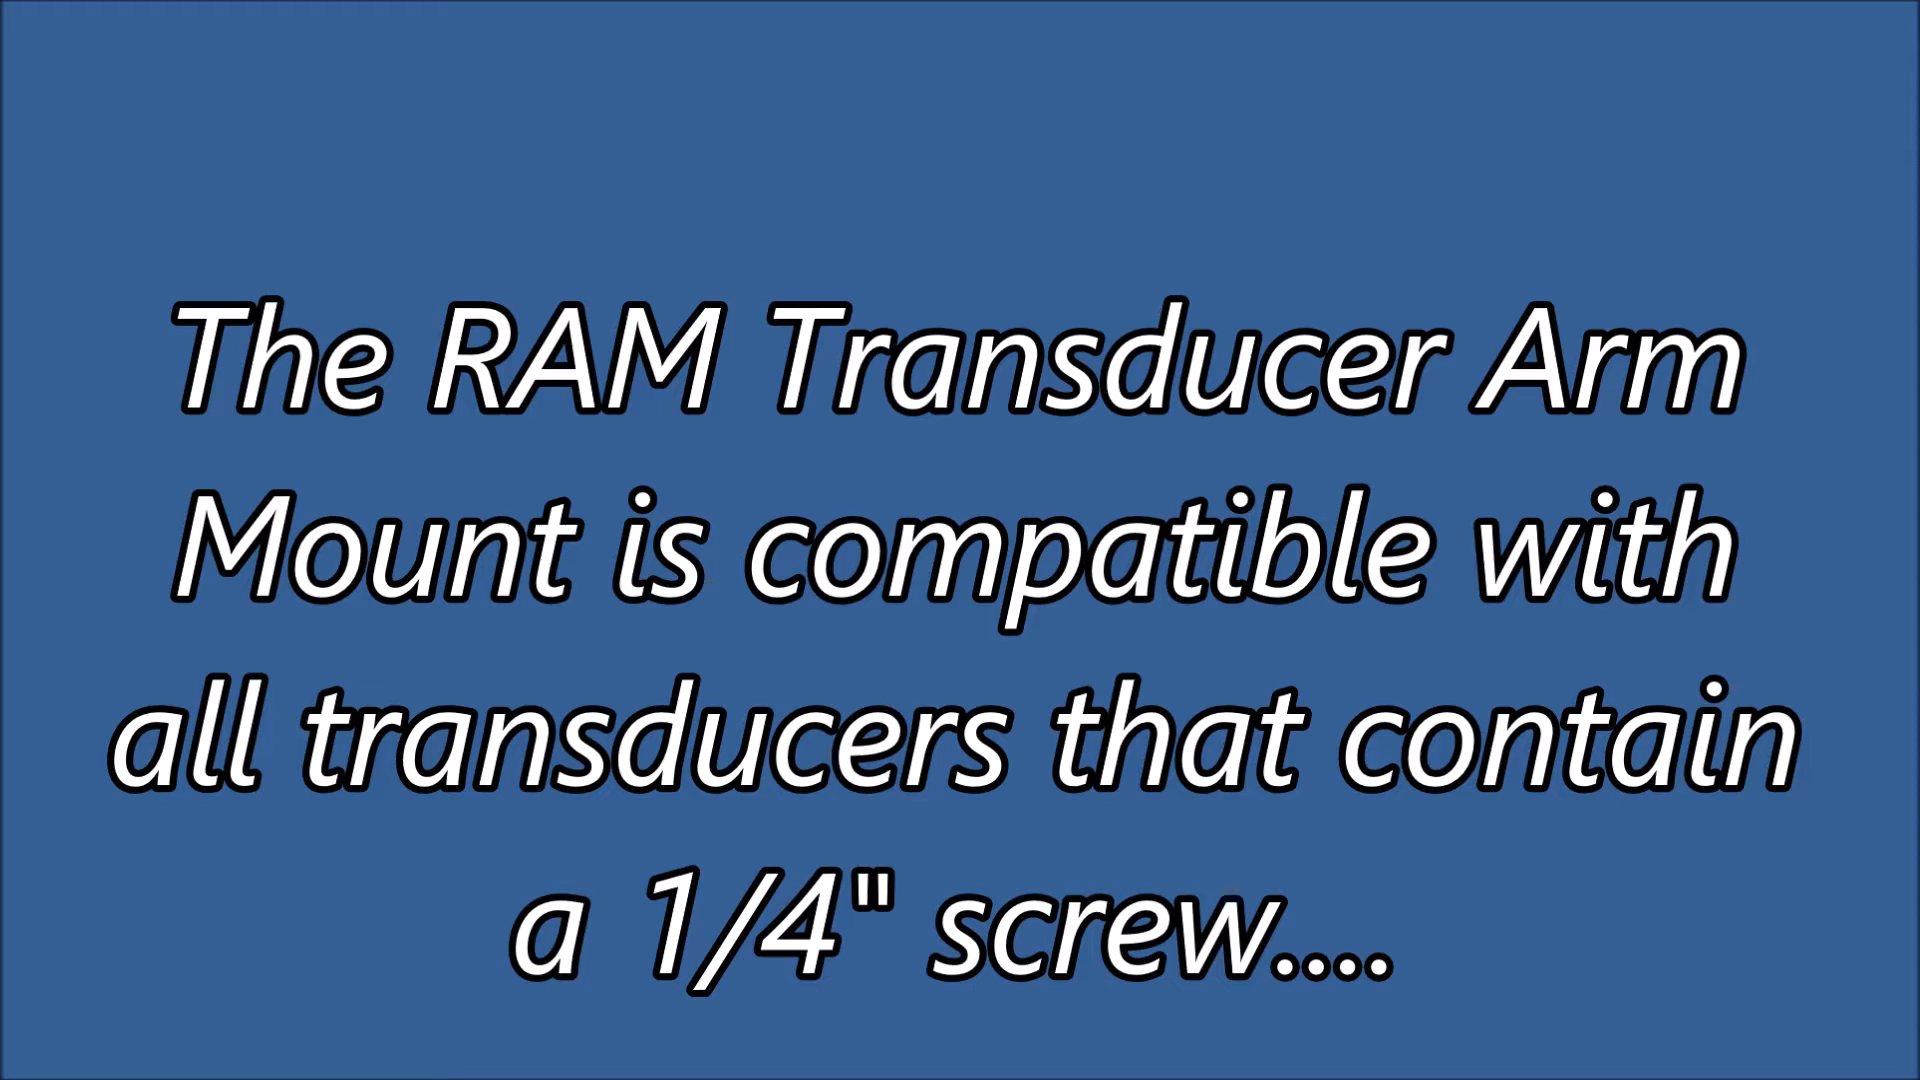 The RAM Transducer Arm
Mount is compatible with
all transducers that contain
a 1/4" screw....